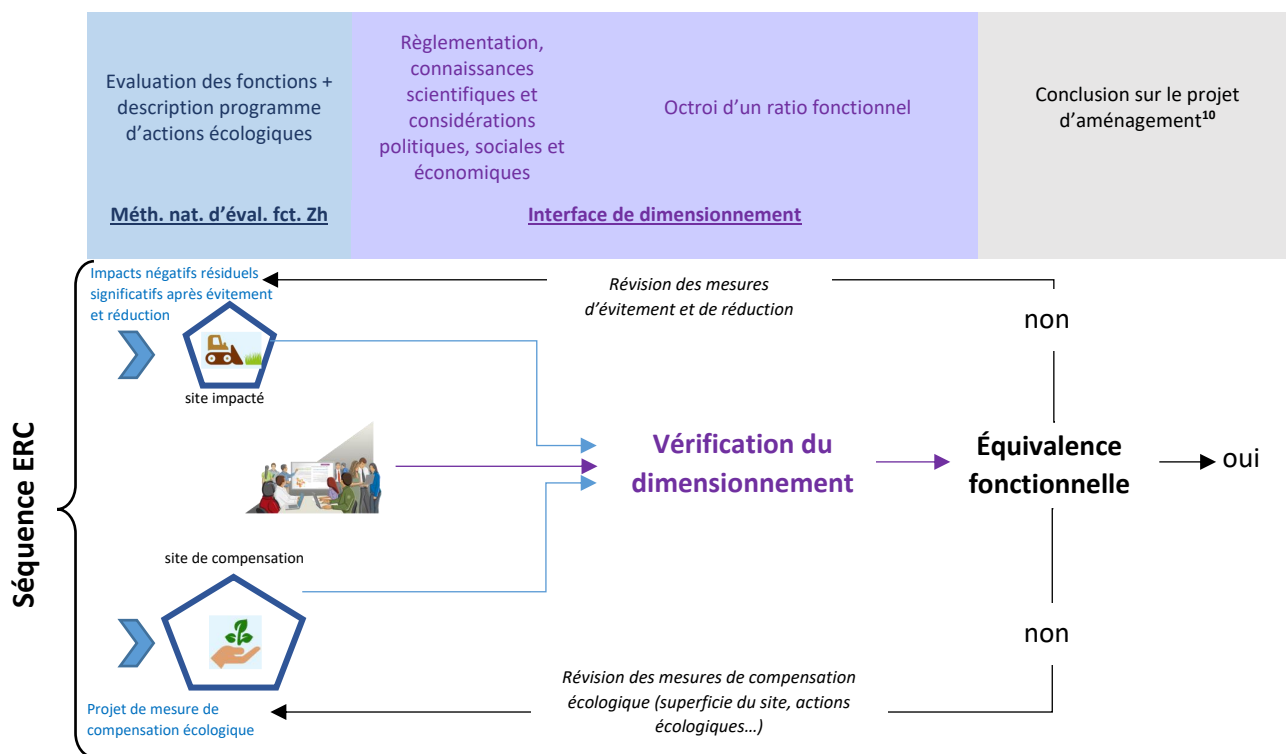 Evaluation des fonctions +
description programme
d'actions écologiques
Méth. nat. d'éval. fct. Zh
Règlementation,
connaissances
scientifiques et
considérations
politiques, sociales et
économiques
Octroi d'un ratio fonctionnel
Interface de dimensionnement
Conclusion sur le projet
d'aménagement¹⁰
Séquence ERC
Impacts négatifs résiduels
significatifs après évitement
et réduction
site impacté
Révision des mesures
d'évitement et de réduction
non
Vérification du
dimensionnement
Équivalence
fonctionnelle
oui
site de compensation
Projet de mesure de
compensation écologique
Révision des mesures de compensation
écologique (superficie du site, actions
écologiques…)
non